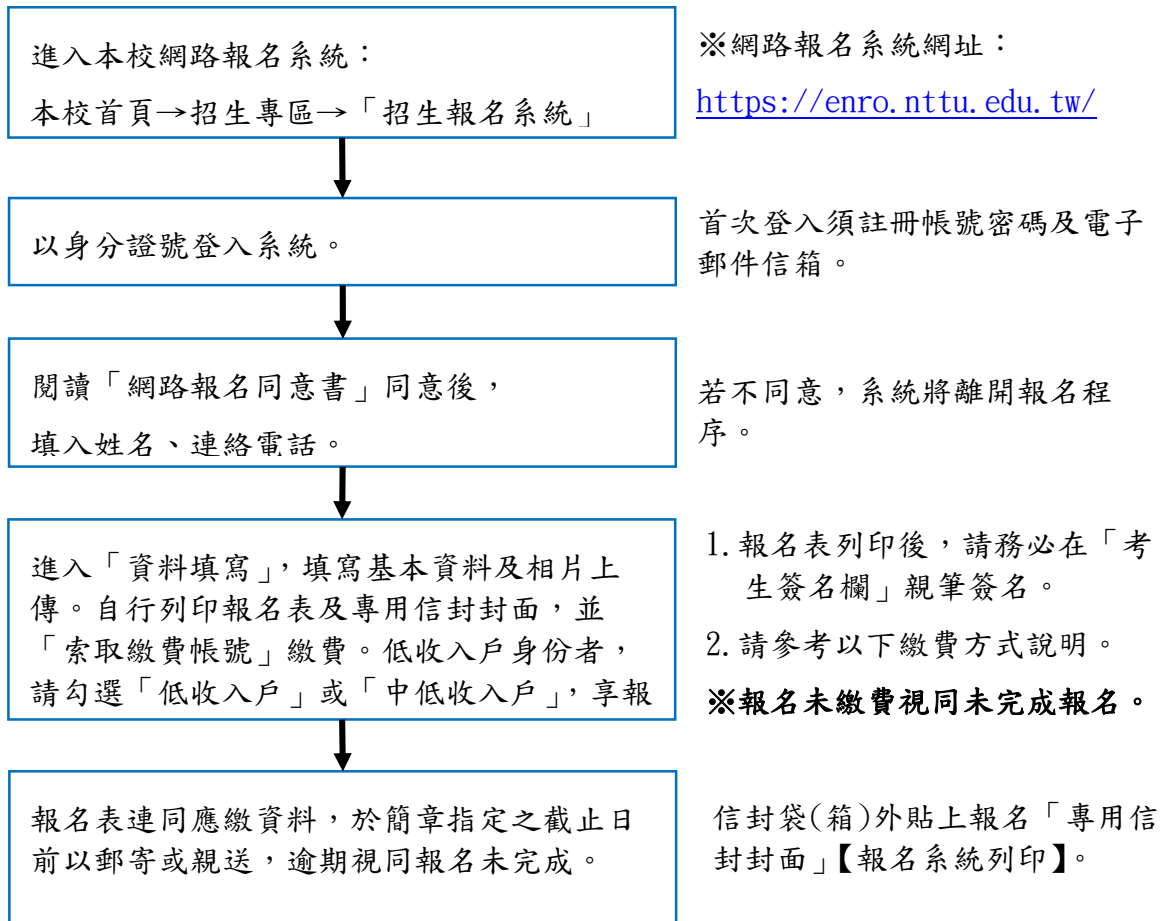 進入本校網路報名系統：
本校首頁→招生專區→「招生報名系統」
※網路報名系統網址：
https://enro.nttu.edu.tw/
以身分證號登入系統。
首次登入須註冊帳號密碼及電子
郵件信箱。
閱讀「網路報名同意書」同意後，
填入姓名、連絡電話。
若不同意，系統將離開報名程
序。
進入「資料填寫」，填寫基本資料及相片上
傳。自行列印報名表及專用信封封面，並
「索取繳費帳號」繳費。低收入戶身份者，
請勾選「低收入戶」或「中低收入戶」，享報
1.報名表列印後，請務必在「考
生簽名欄」親筆簽名。
2.請參考以下繳費方式說明。
※報名未繳費視同未完成報名。
報名表連同應繳資料，於簡章指定之截止日
前以郵寄或親送，逾期視同報名未完成。
信封袋(箱)外貼上報名「專用信
封封面」【報名系統列印】。